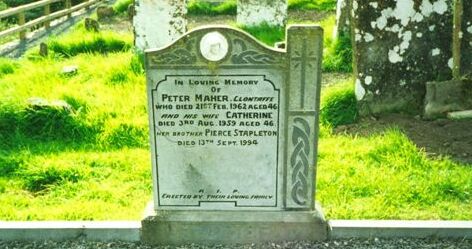 In Loving Memory
Of
Peter Maher, Clontaffe
who died 21st Feb. 1962 aged 46
and his wife Catherine
died 3rd Aug. 1959 aged 46
her brother Pierce Stapleton
died 13th Sept. 1994
R.I.P.
Erected by their loving family